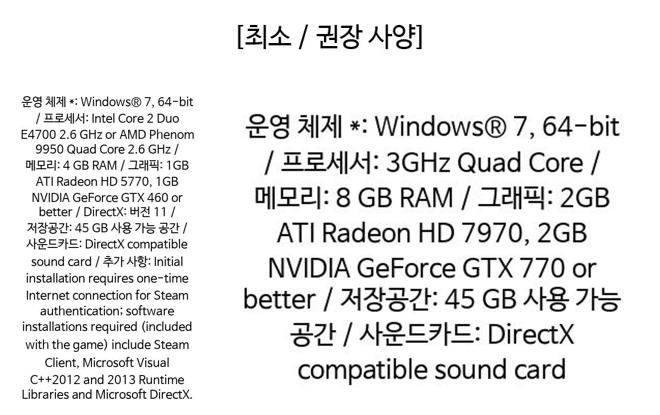 [최소 / 권장 사양]
운영 체제 *: Windows® 7, 64-bit
/ 프로세서: Intel Core 2 Duo
E4700 2.6 GHz or AMD Phenom
9950 Quad Core 2.6 GHz /
메모리: 4 GB RAM / 그래픽: 1GB
ATI Radeon HD 5770, 1GB
NVIDIA GeForce GTX 460 or
better / DirectX: 버전 11 /
저장공간: 45 GB 사용 가능 공간 /
사운드카드: DirectX compatible
sound card / 추가 사항: Initial
installation requires one-time
Internet connection for Steam
authentication; software
installations required (included
with the game) include Steam
Client, Microsoft Visual
C++2012 and 2013 Runtime
Libraries and Microsoft DirectX.
운영 체제 *: Windows® 7, 64-bit
/ 프로세서: 3GHz Quad Core /
메모리: 8 GB RAM / 그래픽: 2GB
ATI Radeon HD 7970, 2GB
NVIDIA GeForce GTX 770 or
better / 저장공간: 45 GB 사용 가능
공간 / 사운드카드: DirectX
compatible sound card